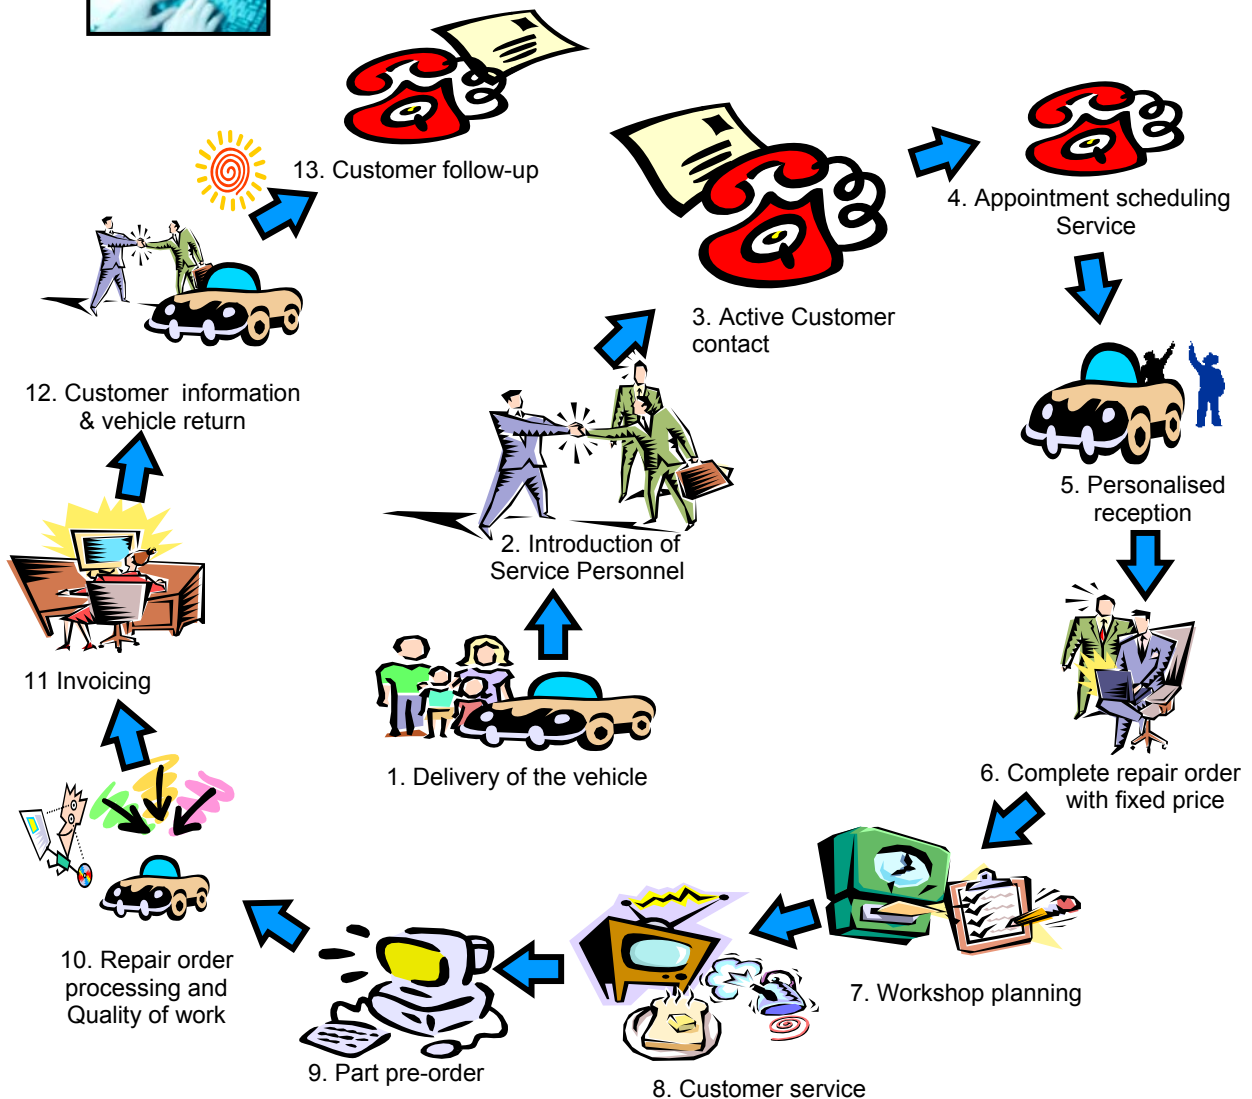 1. Delivery of the vehicle
2. Introduction of
Service Personnel
3. Active Customer
contact
4. Appointment scheduling
Service
5. Personalised
reception
6. Complete repair order
with fixed price
7. Workshop planning
8. Customer service
9. Part pre-order
10. Repair order
processing and
Quality of work
11 Invoicing
12. Customer information
& vehicle return
13. Customer follow-up